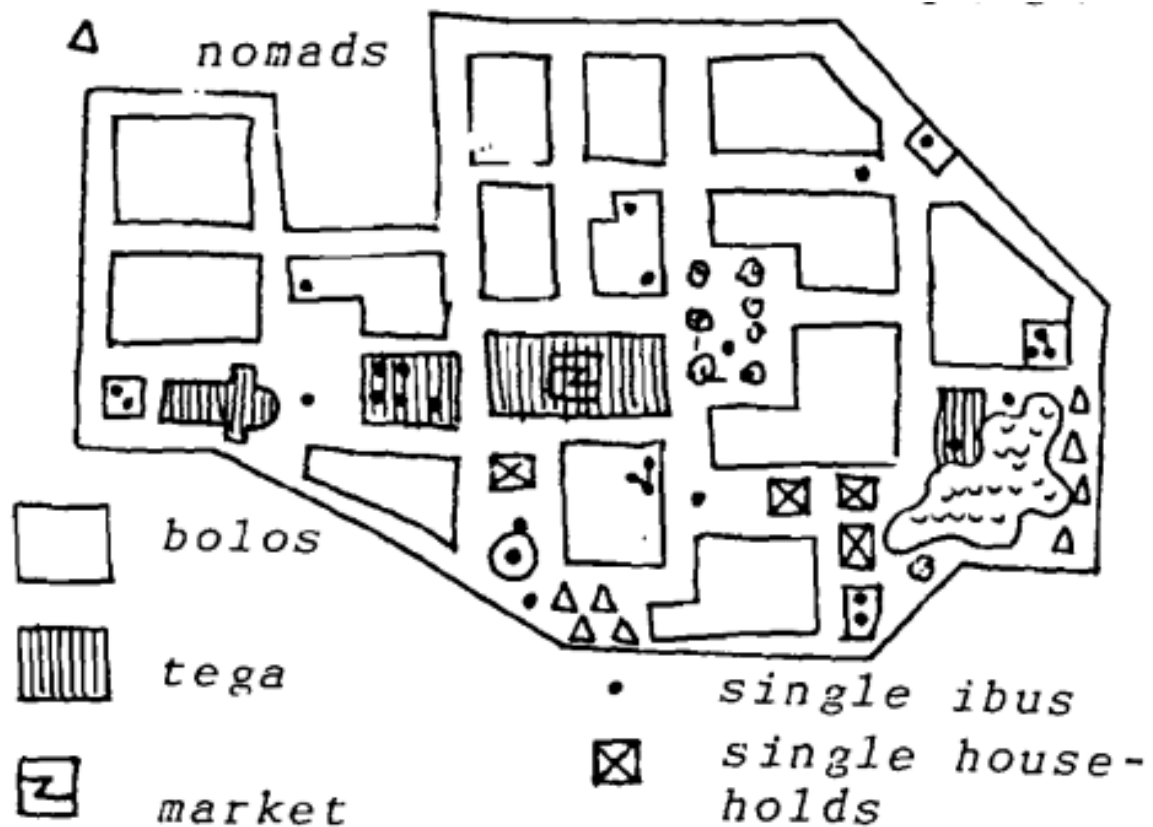 nomads
bolos
tega
market
single ibus
single house-
holds